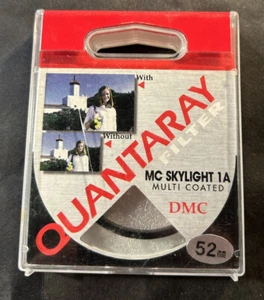 With
Without
QUANTARAY
FILTER
MC SKYLIGHT 1A
MULTI COATED
DMC
52mm